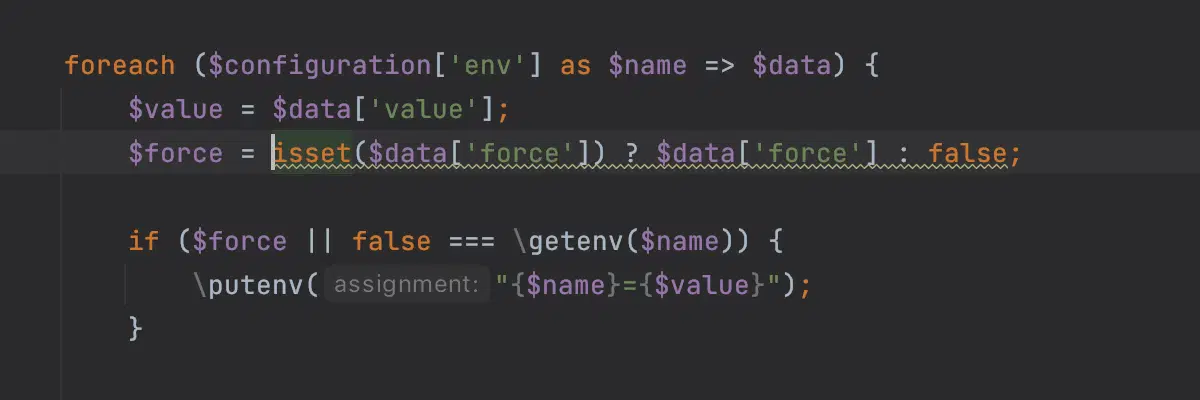 foreach ($configuration['env'] as $name => $data) {
$value = $data['value'];
$force = isset($data['force']) ? $data['force'] : false;
if ($force || false === \getenv($name)) {
\putenv( assignment: "{$name}={$value}");
}